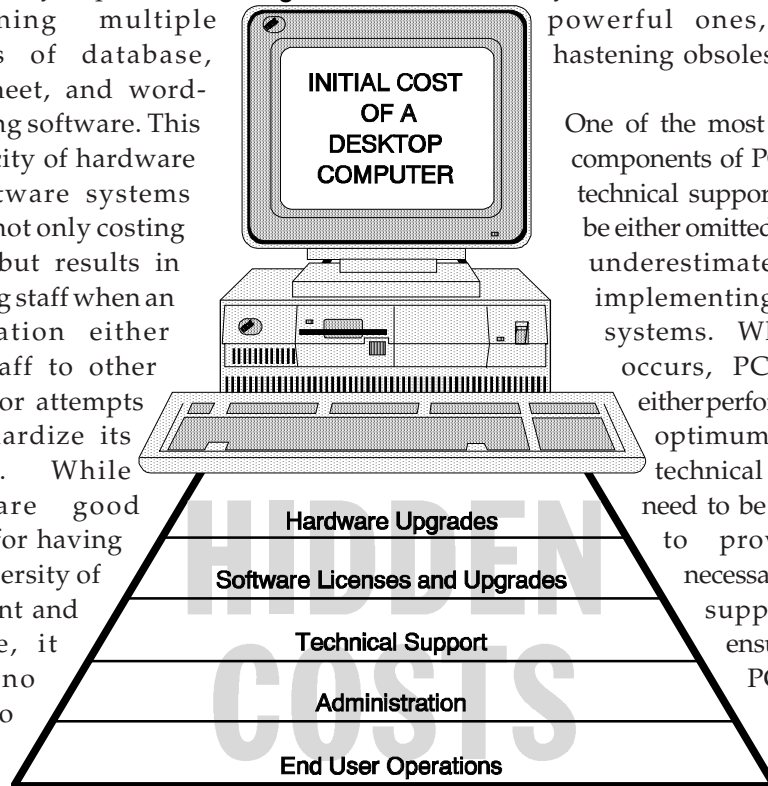 ning multiple
s of database,
eet, and word-
ng software. This
city of hardware
tware systems
not only costing
but results in
g staff when an
ation either
aff to other
or attempts
ardize its
. While
are good
for having
ersity of
nt and
e, it
no
o
INITIAL COST
OF A
DESKTOP
COMPUTER
HIDDEN
COSTS
Hardware Upgrades
Software Licenses and Upgrades
Technical Support
Administration
End User Operations
powerful ones,
hastening obsoles
One of the most
components of PC
technical support
be either omitted
underestimate
implementing
systems. Wh
occurs, PC
either perfor
optimum
technical
need to be
to prov
necessa
supp
ensu
PC